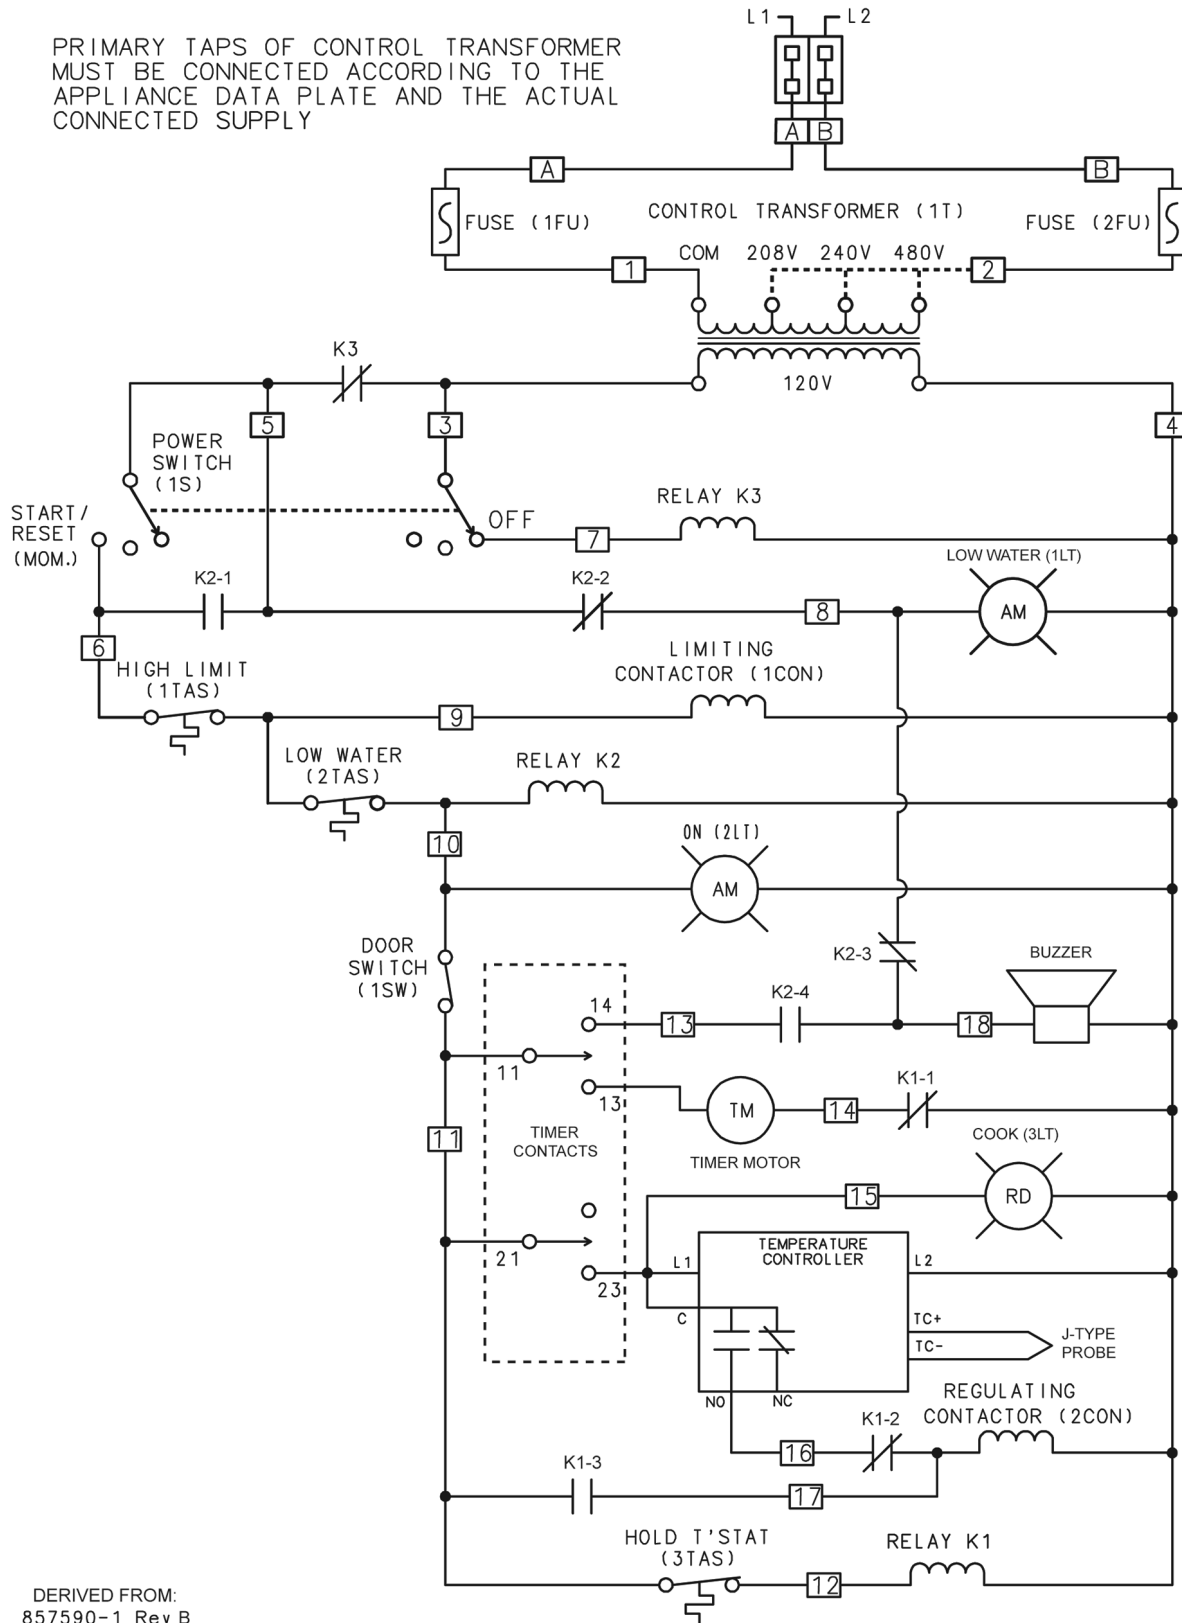 L1
L2
PRIMARY TAPS OF CONTROL TRANSFORMER
MUST BE CONNECTED ACCORDING TO THE
APPLIANCE DATA PLATE AND THE ACTUAL
CONNECTED SUPPLY
A B
A
B
FUSE (1FU)
CONTROL TRANSFORMER (1T)
FUSE (2FU)
COM 208V 240V 480V
1
2
K3
120V
5
3
4
POWER
SWITCH
(1S)
START/
RESET
(MOM.)
OFF
RELAY K3
7
LOW WATER (1LT)
K2-1
K2-2
8
AM
6
HIGH LIMIT
(1TAS)
LIMITING
CONTACTOR (1CON)
9
LOW WATER
(2TAS)
RELAY K2
10
ON (2LT)
AM
DOOR
SWITCH
(1SW)
K2-3
BUZZER
14
13
K2-4
18
11
13
TM
14
K1-1
11
TIMER
CONTACTS
TIMER MOTOR
COOK (3LT)
15
RD
21
23
L1
TEMPERATURE
CONTROLLER
L2
C
TC+
TC-
J-TYPE
PROBE
NO
NC
REGULATING
CONTACTOR (2CON)
K1-2
16
K1-3
17
HOLD T'STAT
(3TAS)
RELAY K1
12
DERIVED FROM:
857590-1 Rev B